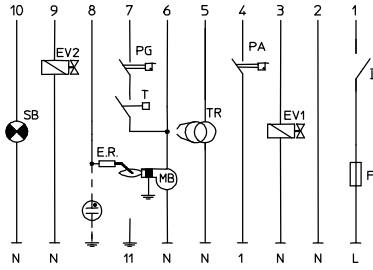 10 9 8 7 6 5 4 3 2 1
EV2 PG PA I
T
SB TR EV1
E.R. MB F
N N 11 N N 1 N N L